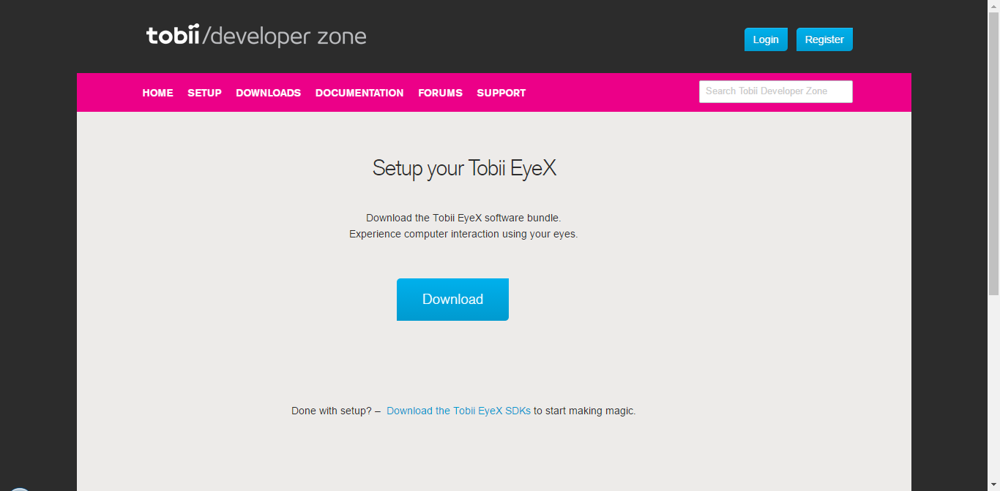 tobii/developer zone
Login
Register
HOME SETUP DOWNLOADS DOCUMENTATION FORUMS SUPPORT
Search Tobii Developer Zone
Setup your Tobii EyeX
Download the Tobii EyeX software bundle.
Experience computer interaction using your eyes.
Download
Done with setup? – Download the Tobii EyeX SDKs to start making magic.